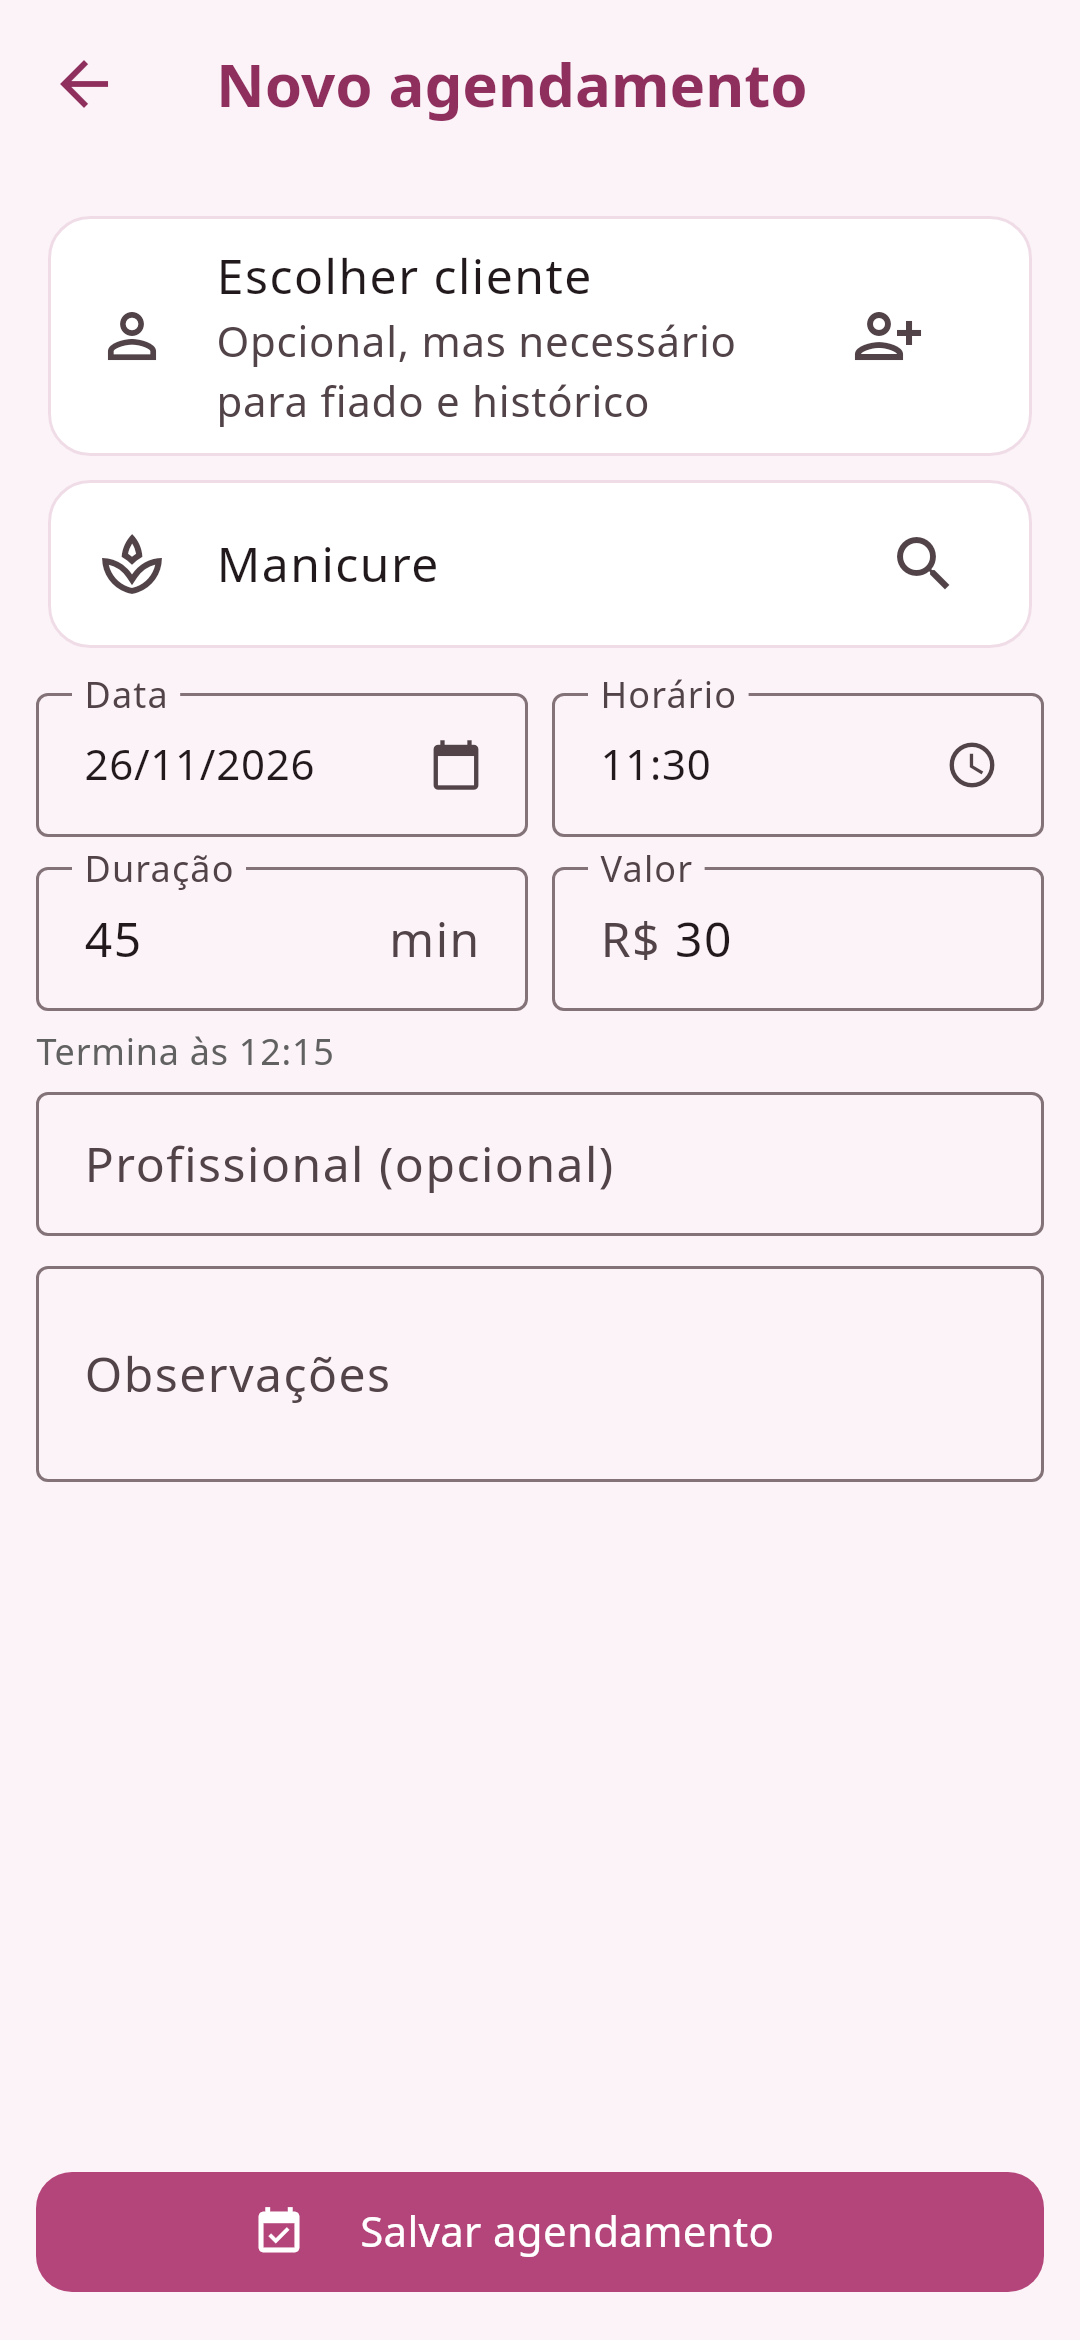 Novo agendamento
Escolher cliente
Opcional, mas necessário
para fiado e histórico
Manicure
Data
26/11/2026
Horário
11:30
Duração
45 min
Valor
R$ 30
Termina às 12:15
Profissional (opcional)
Observações
Salvar agendamento